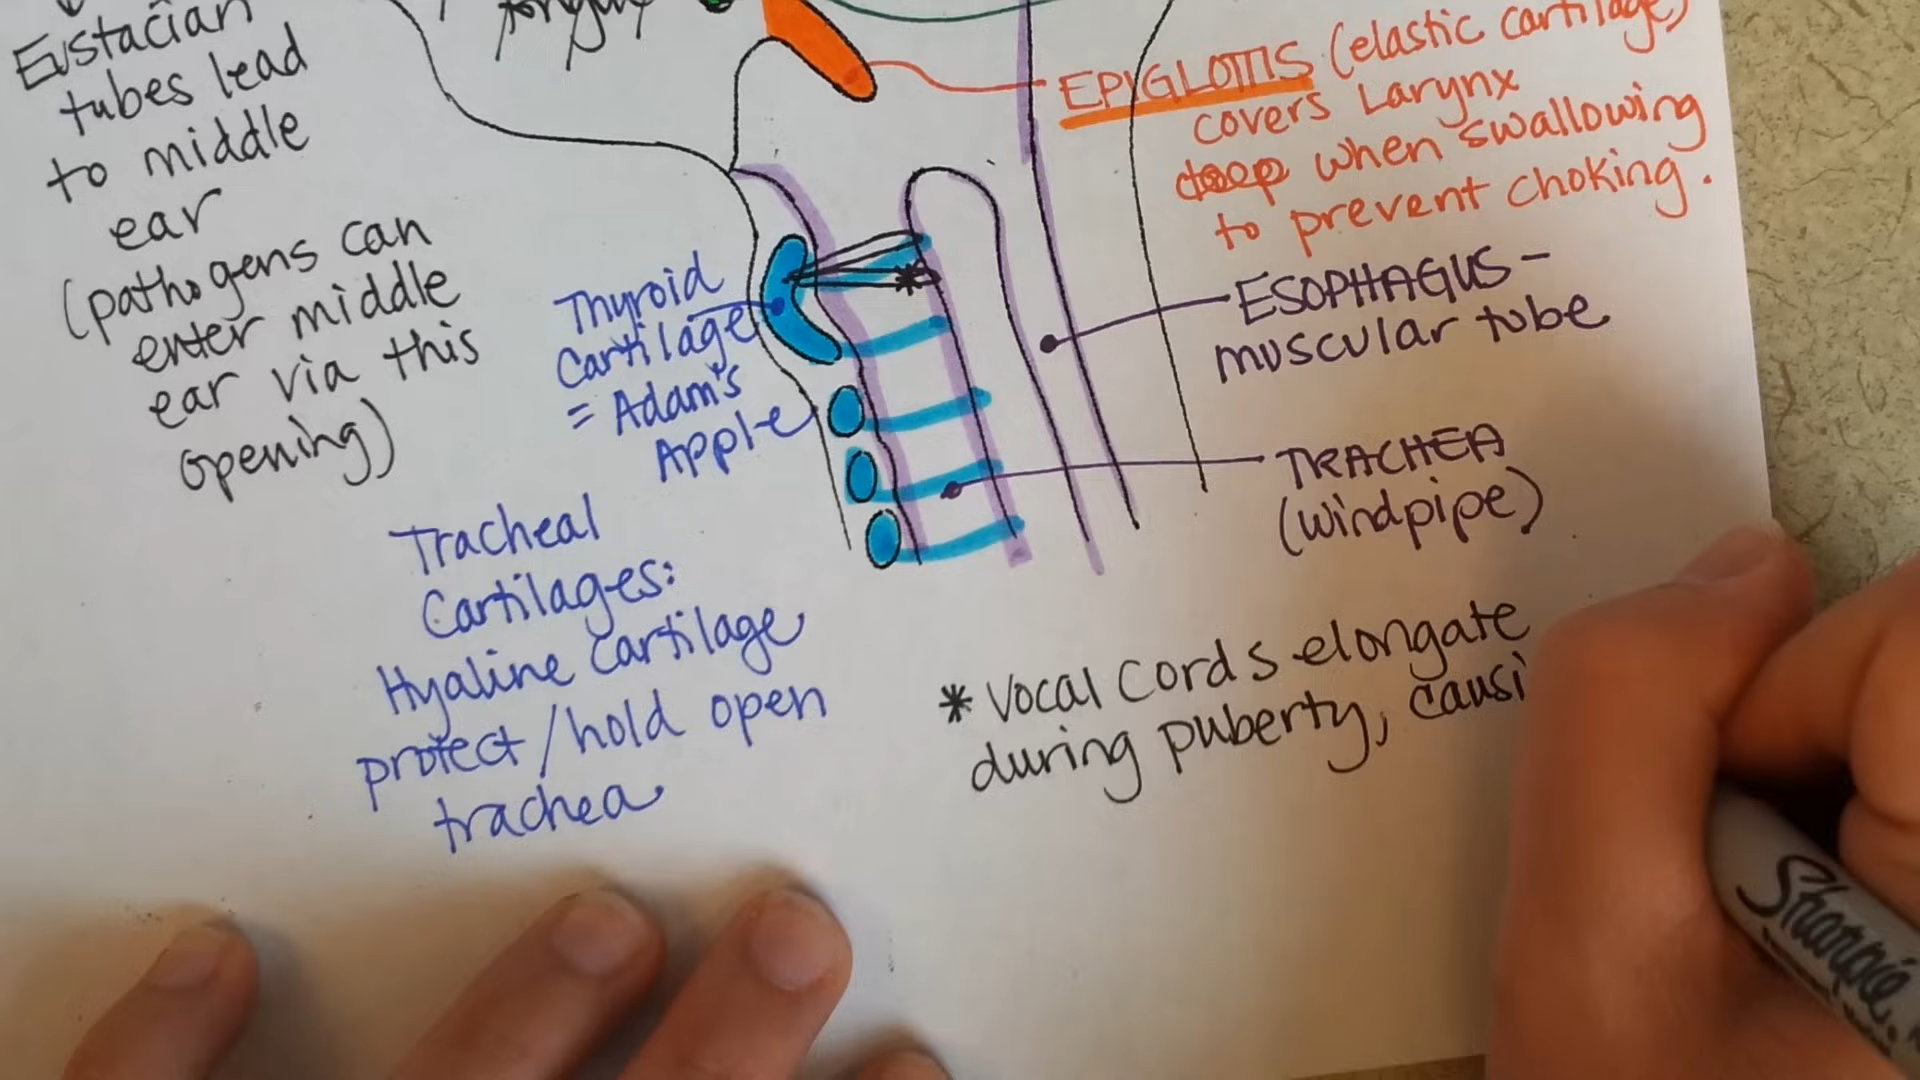 Eustacian
tubes lead
to middle
ear
(pathogens can
enter middle
ear via this
opening)
tongue
EPIGLOTTIS (elastic cartilage)
covers Larynx
when swallowing
to prevent choking.
Thyroid
Cartilage
= Adam's
Apple
ESOPHAGUS -
muscular tube
TRACHEA
(windpipe)
Tracheal
Cartilages:
Hyaline Cartilage
protect/hold open
trachea
*
* Vocal Cords elongate
during puberty, causi
Sharpie